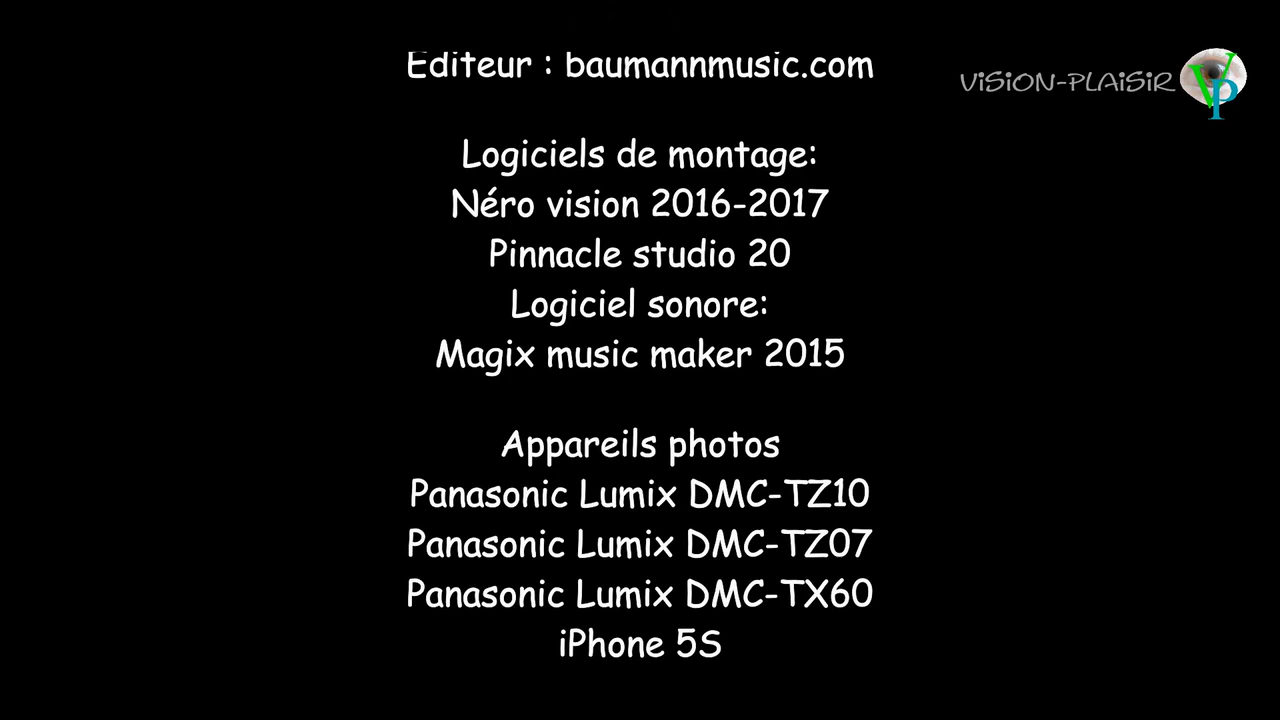 Editeur : baumannmusic.com
ViSiON-PLAiSiR
VP
Logiciels de montage:
Néro vision 2016-2017
Pinnacle studio 20
Logiciel sonore:
Magix music maker 2015
Appareils photos
Panasonic Lumix DMC-TZ10
Panasonic Lumix DMC-TZ07
Panasonic Lumix DMC-TX60
iPhone 5S